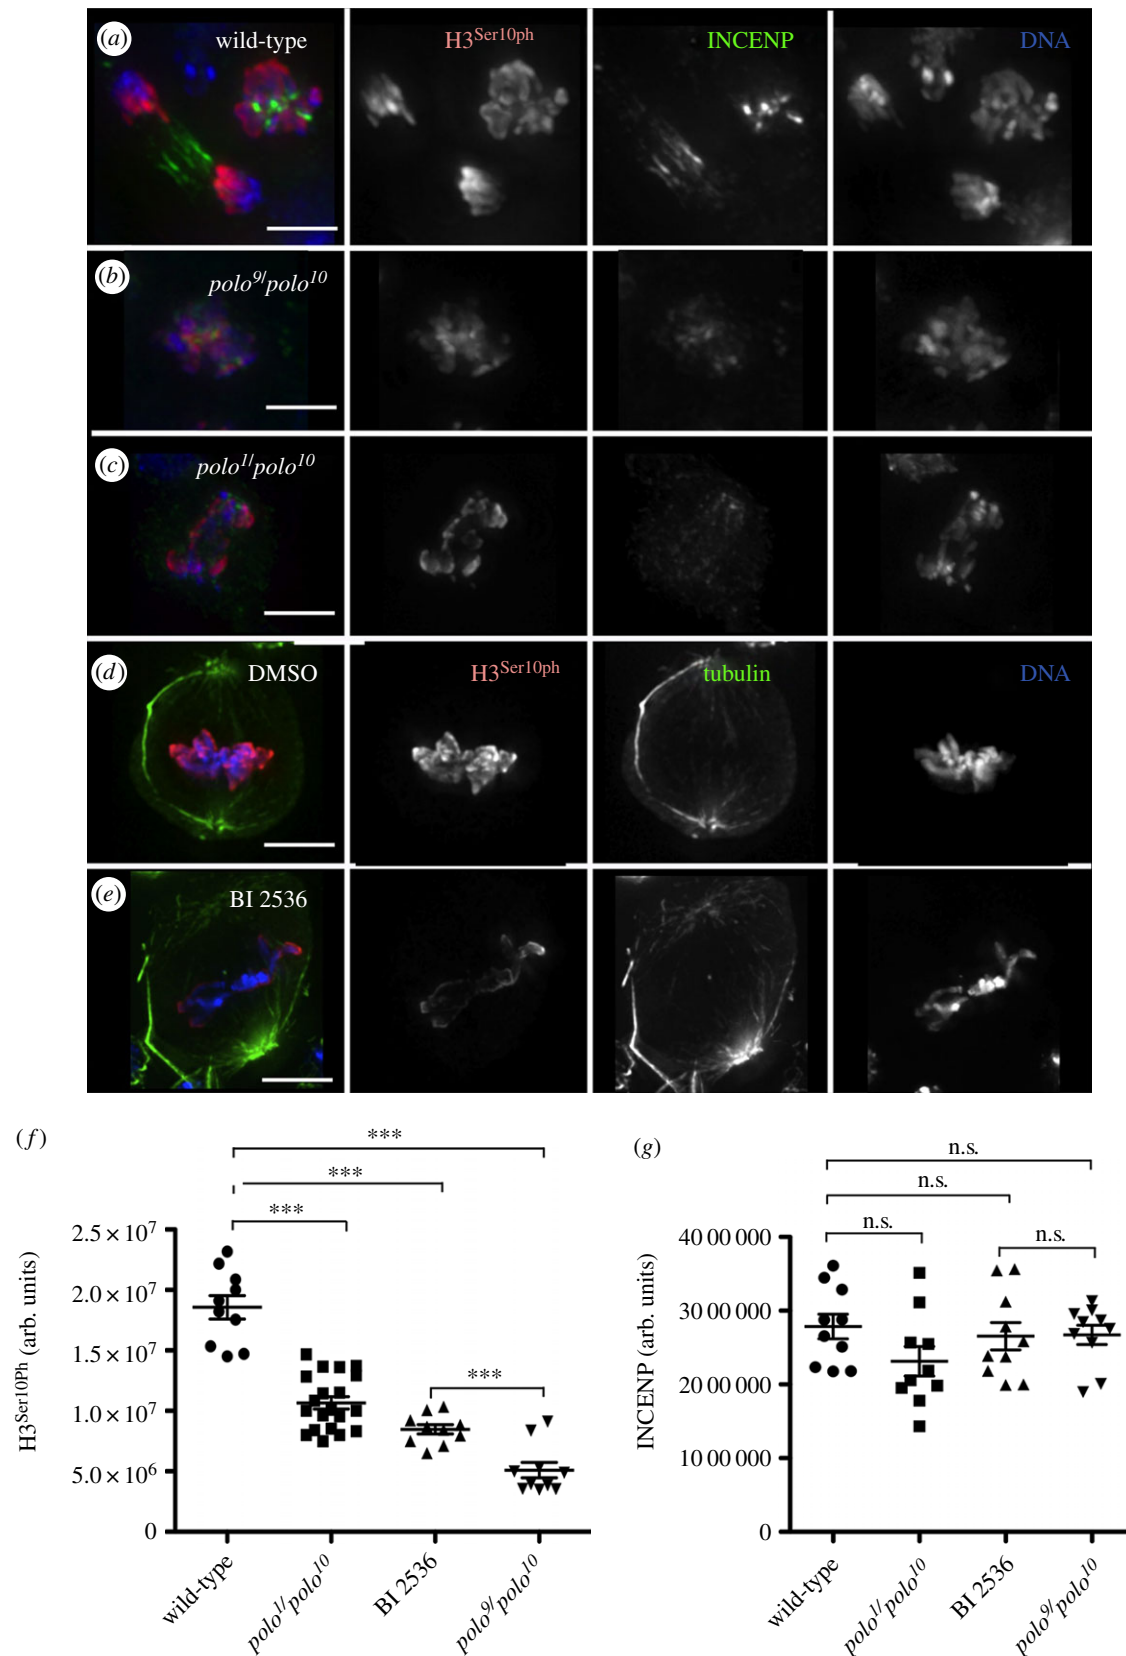 (a) wild-type H3Ser10ph INCENP DNA
(b) polo9/polo10
(c) polo1/polo10
(d) DMSO H3Ser10ph tubulin DNA
(e) BI 2536
(f)
***
***
***
***
2.5 × 10⁷
2.0 × 10⁷
1.5 × 10⁷
1.0 × 10⁷
5.0 × 10⁶
0
H3Ser10Ph (arb. units)
wild-type
polo1/polo10
BI 2536
polo9/polo10
(g)
n.s.
n.s.
n.s.
n.s.
40 00 000
30 00 000
20 00 000
10 00 000
0
INCENP (arb. units)
wild-type
polo1/polo10
BI 2536
polo9/polo10